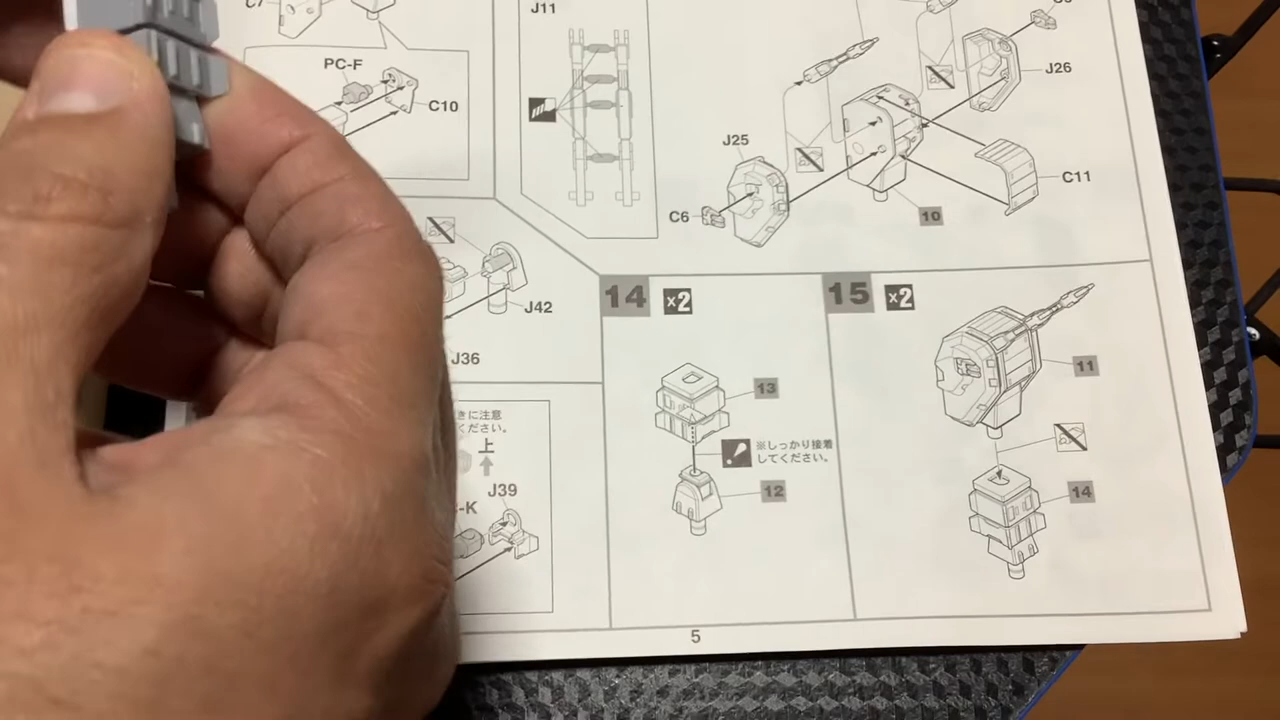 C7
J11
PC-F
C10
J26
J25
C11
C6
10
J42
J36
14 x2
15 x2
13
11
※しっかり接着
してください。
12
14
きに注意
ください。
上
J39
-K
5